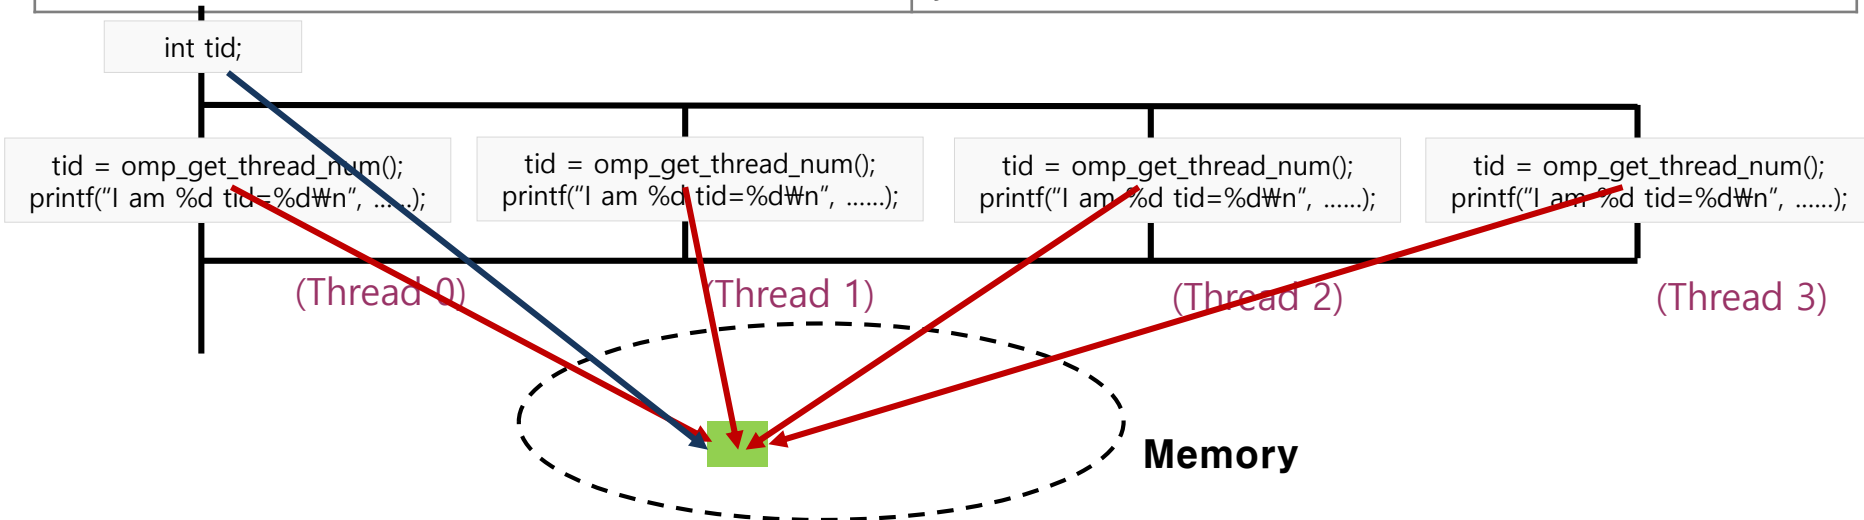 int tid;
tid = omp_get_thread_num();
printf("I am %d tid=%d₩n", ......);
tid = omp_get_thread_num();
printf("I am %d tid=%d₩n", ......);
tid = omp_get_thread_num();
printf("I am %d tid=%d₩n", ......);
tid = omp_get_thread_num();
printf("I am %d tid=%d₩n", ......);
(Thread 0)
(Thread 1)
(Thread 2)
(Thread 3)
Memory